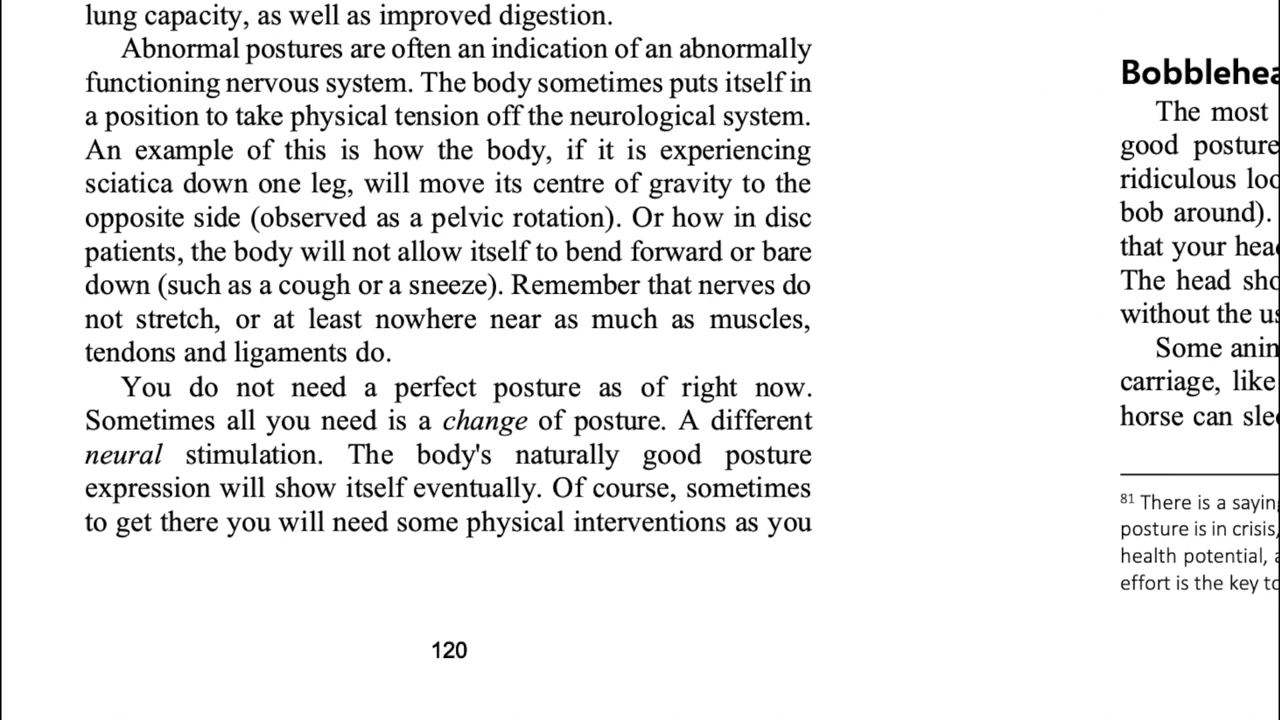 lung capacity, as well as improved digestion.
Abnormal postures are often an indication of an abnormally
functioning nervous system. The body sometimes puts itself in
a position to take physical tension off the neurological system.
An example of this is how the body, if it is experiencing
sciatica down one leg, will move its centre of gravity to the
opposite side (observed as a pelvic rotation). Or how in disc
patients, the body will not allow itself to bend forward or bare
down (such as a cough or a sneeze). Remember that nerves do
not stretch, or at least nowhere near as much as muscles,
tendons and ligaments do.
You do not need a perfect posture as of right now.
Sometimes all you need is a change of posture. A different
neural stimulation. The body's naturally good posture
expression will show itself eventually. Of course, sometimes
to get there you will need some physical interventions as you
120
The most
good posture
ridiculous
bob around).
that your
The head
without the
Some
carriage, like
horse can
81 There is a
posture is in crisis,
health potential,
effort is the key